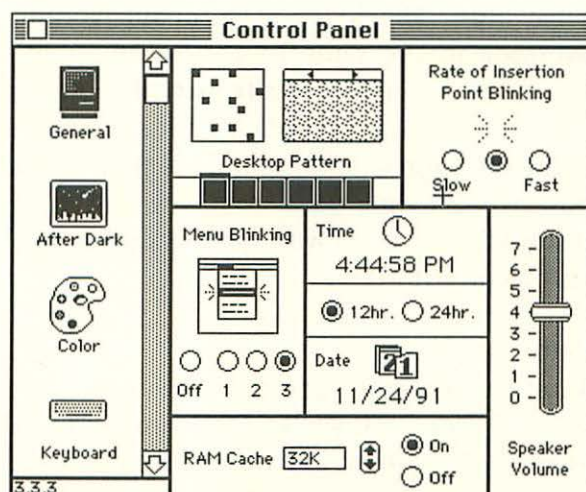 Control Panel
General
After Dark
Color
Keyboard
3.3.3
Desktop Pattern
Rate of Insertion
Point Blinking
Slow
Fast
Menu Blinking
Off 1 2 3
Time
4:44:58 PM
12hr. 24hr.
Date
21
11/24/91
7
6
5
4
3
2
1
0
Speaker
Volume
RAM Cache 32K
On
Off